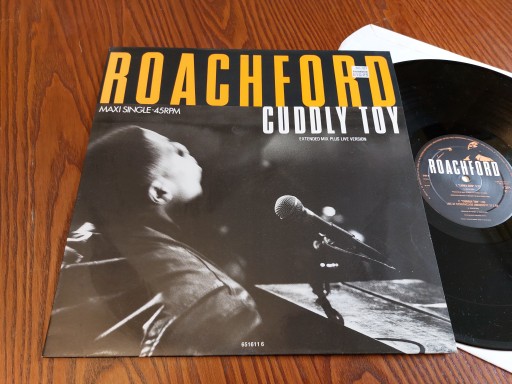 ROACHFORD
MAXI SINGLE·45RPM
CUDDLY TOY
EXTENDED MIX PLUS LIVE VERSION
651611 6
ROACHFORD